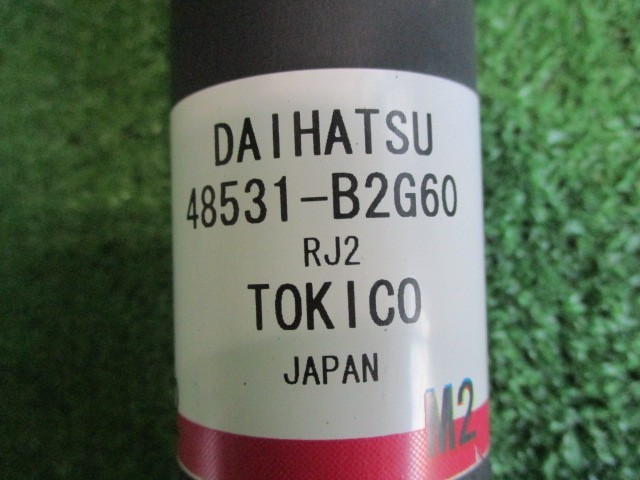 DAIHATSU
48531-B2G60
RJ2
TOKICO
JAPAN
M2